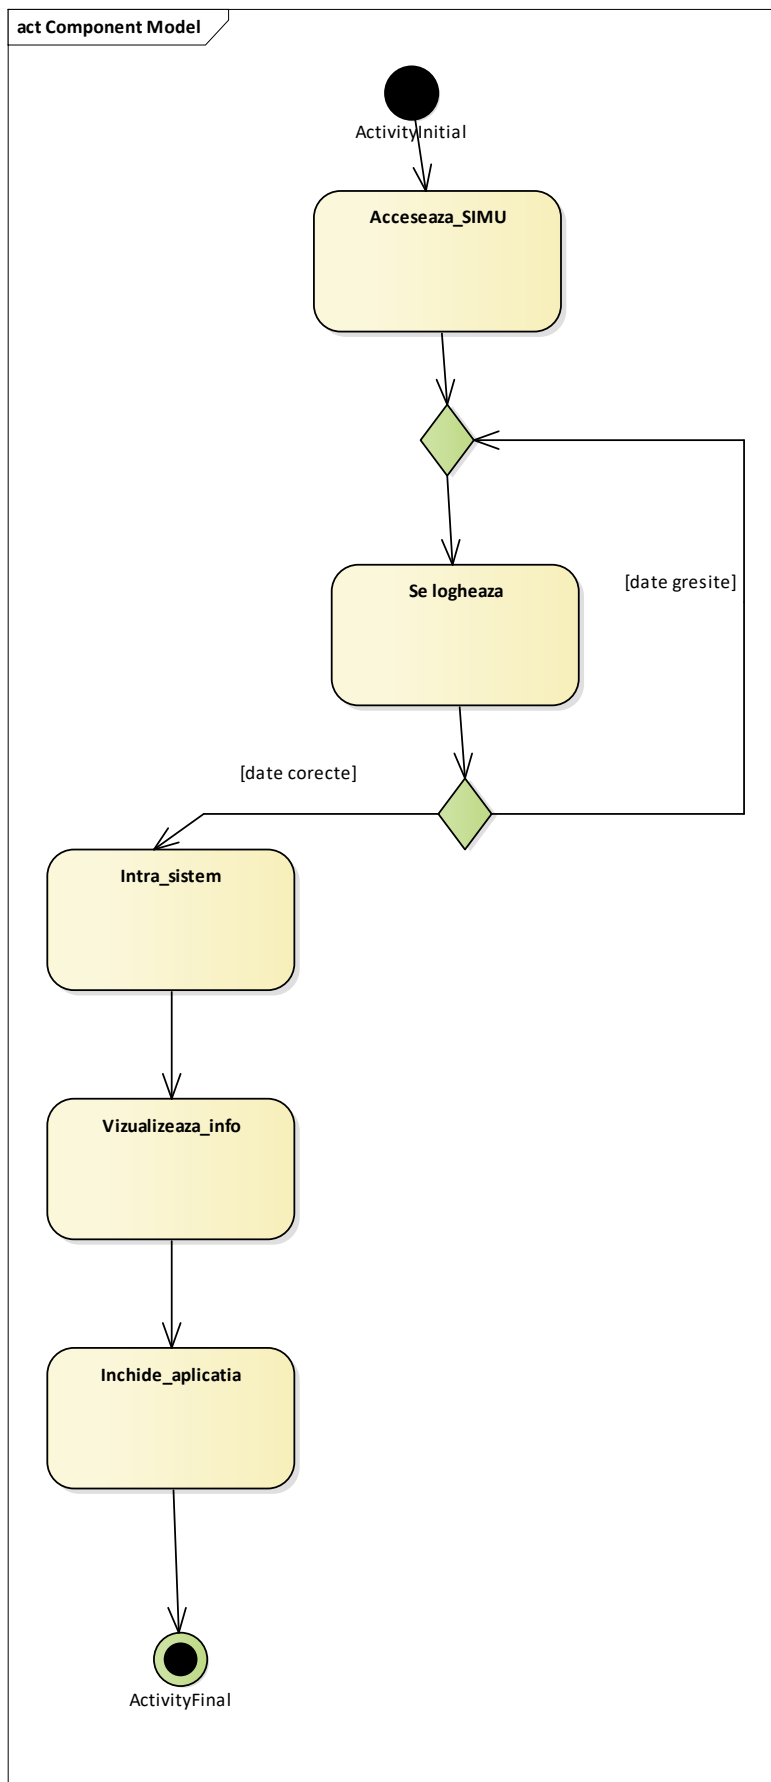 act Component Model
ActivityInitial
Acceseaza_SIMU
Se logheaza
[date gresite]
[date corecte]
Intra_sistem
Vizualizeaza_info
Inchide_aplicatia
ActivityFinal